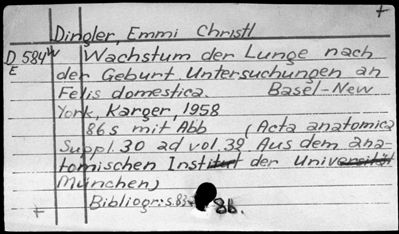 Dingler, Emmi Christl
D 584 W Wachstum der Lunge nach
E der Geburt. Untersuchungen an
Felis domestica. Basel-New
York, Karger, 1958
86 s mit Abb (Acta anatomica
Suppl. 30 ad vol. 39 Aus dem ana-
tomischen Institut der Universität
München)
Bibliogr: s. 86.